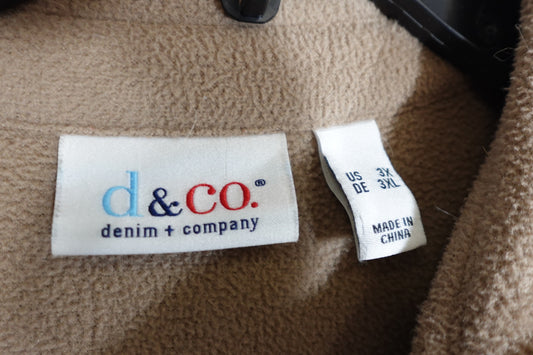 d&co.®
denim + company
US 3X
DE 3XL
MADE IN
CHINA